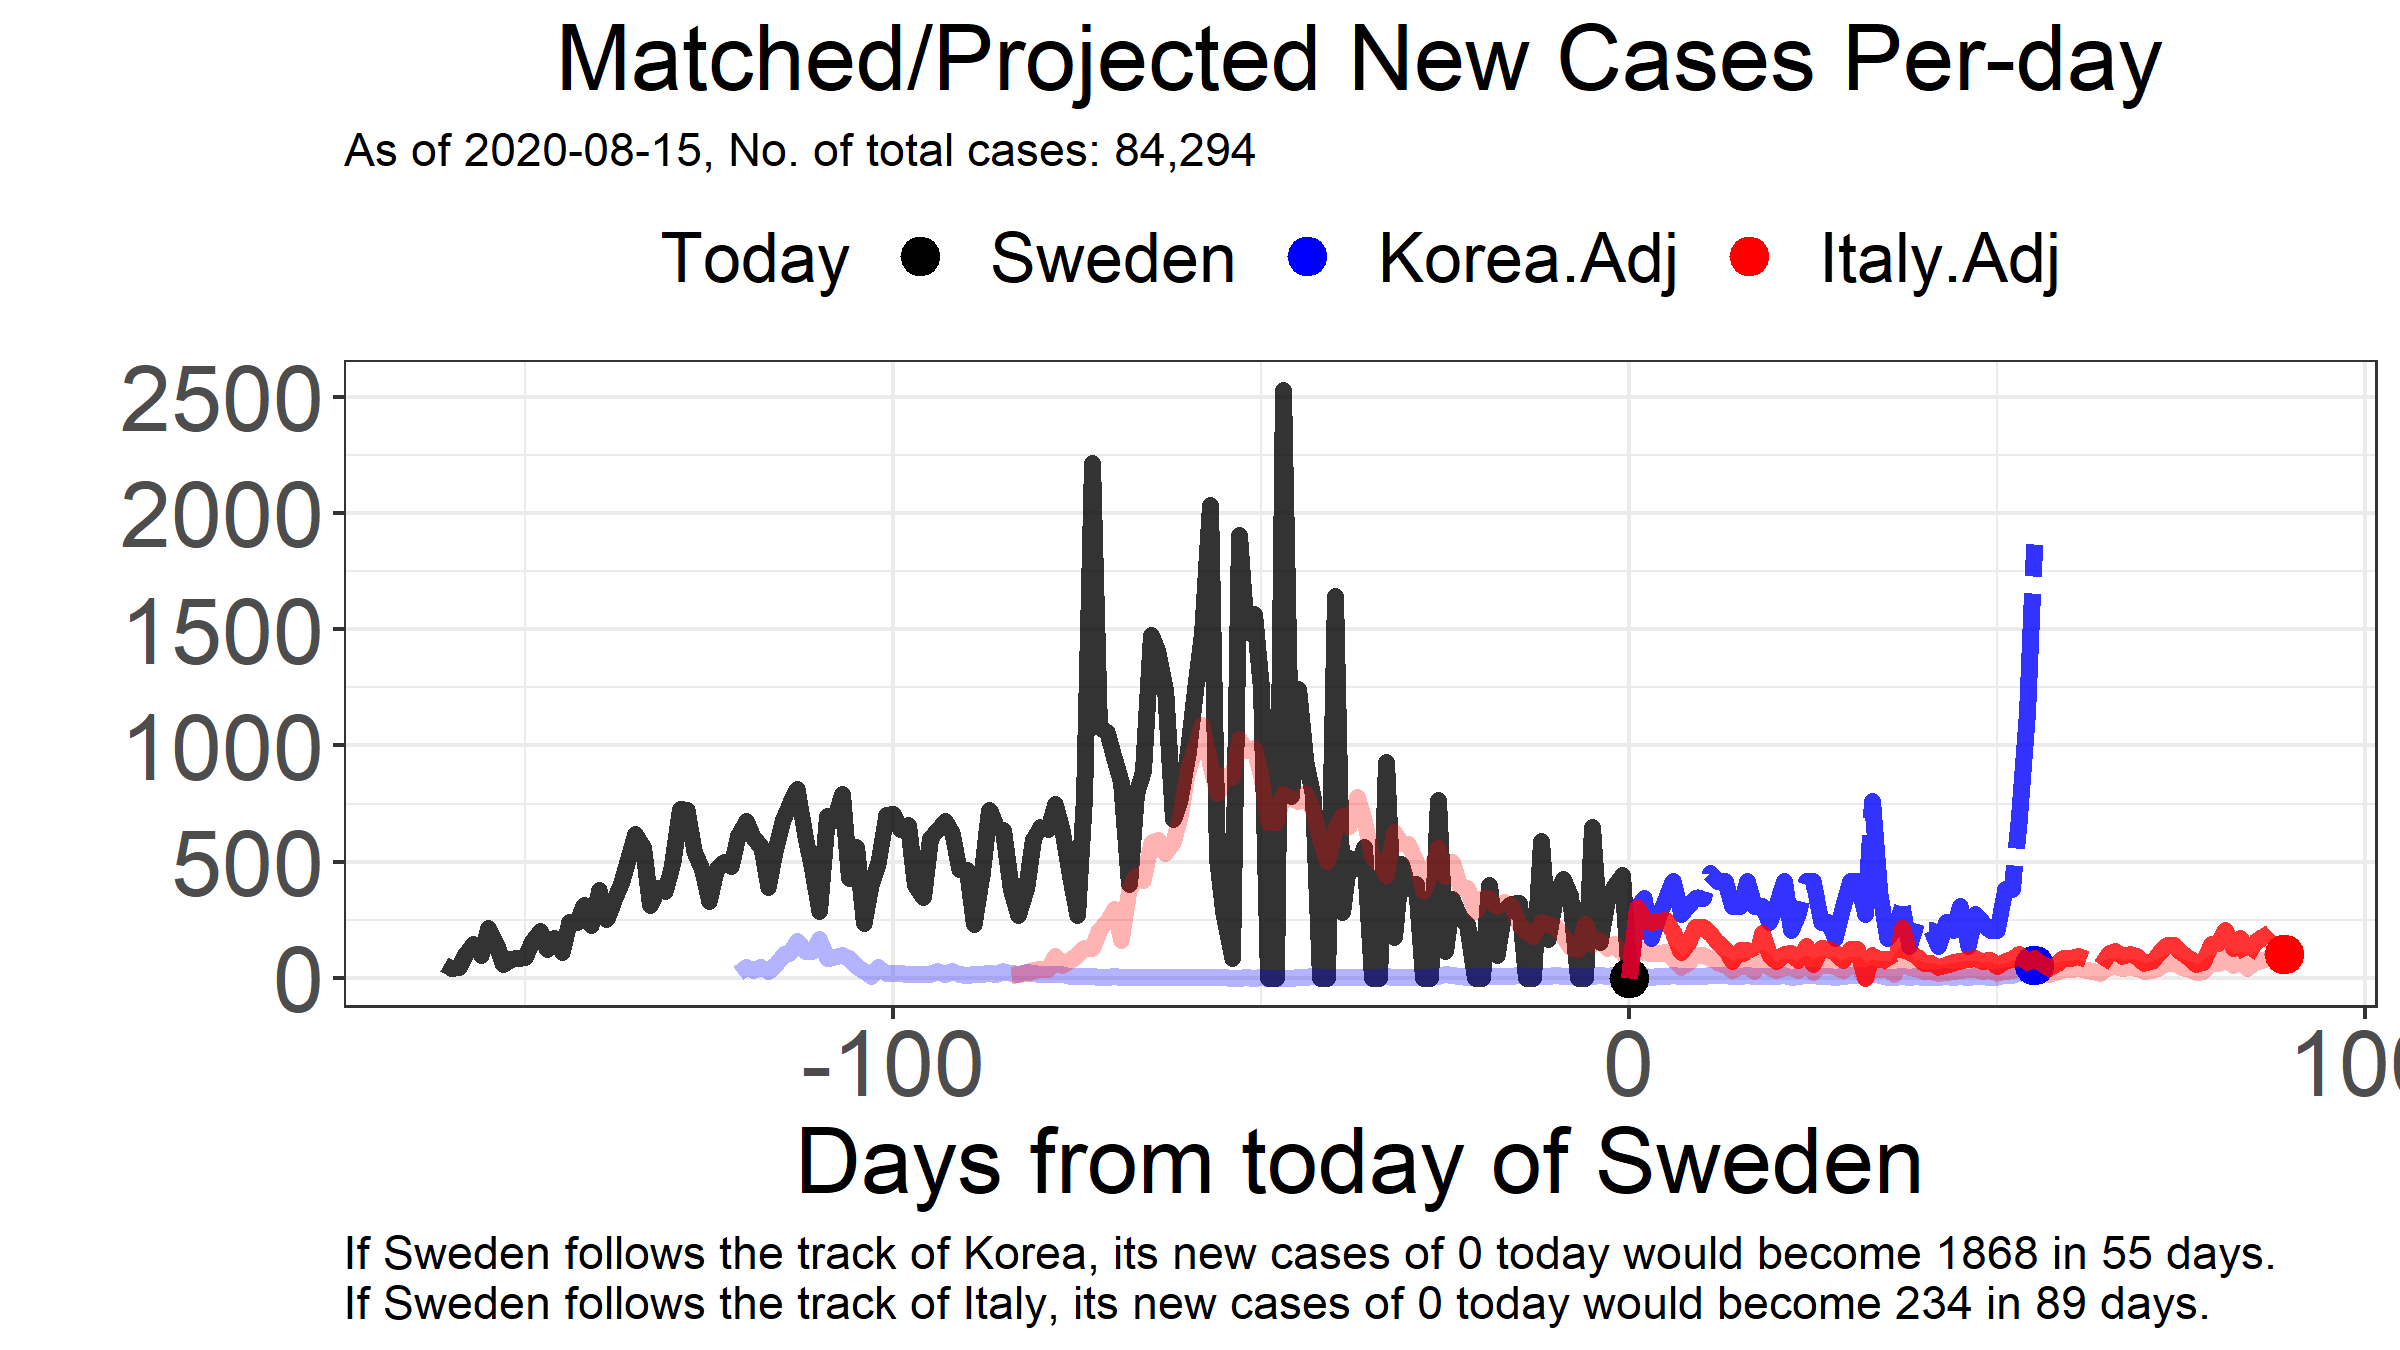 Matched/Projected New Cases Per-day
As of 2020-08-15, No. of total cases: 84,294
Today Sweden Korea.Adj Italy.Adj
2500
2000
1500
1000
500
0
-100 0 100
Days from today of Sweden
If Sweden follows the track of Korea, its new cases of 0 today would become 1868 in 55 days.
If Sweden follows the track of Italy, its new cases of 0 today would become 234 in 89 days.